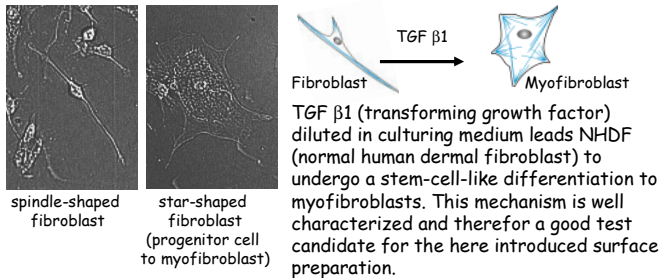 TGF β1
Fibroblast
Myofibroblast
TGF β1 (transforming growth factor)
diluted in culturing medium leads NHDF
(normal human dermal fibroblast) to
undergo a stem-cell-like differentiation to
myofibroblasts. This mechanism is well
characterized and therefor a good test
candidate for the here introduced surface
preparation.
spindle-shaped
fibroblast
star-shaped
fibroblast
(progenitor cell
to myofibroblast)